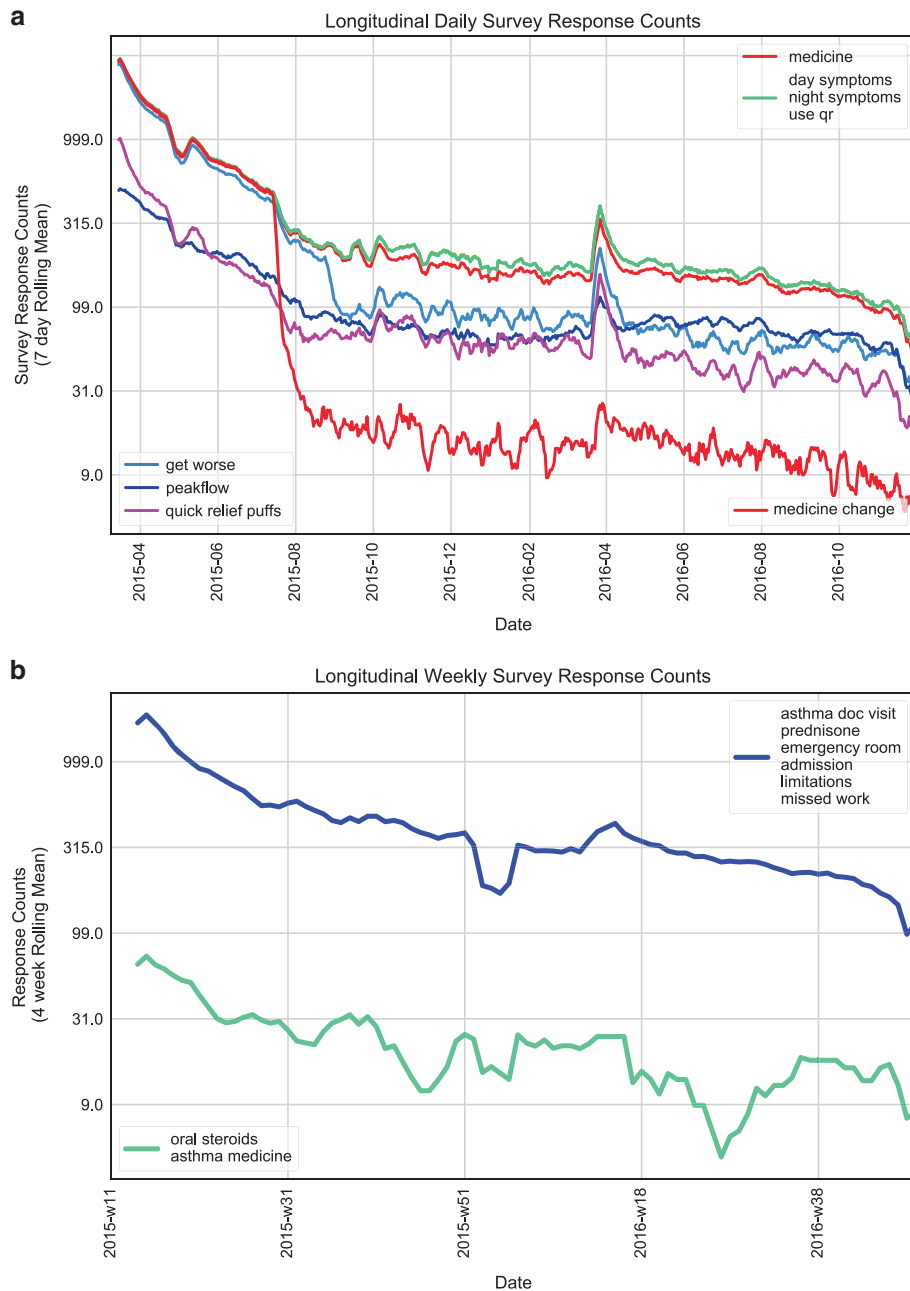 a
Longitudinal Daily Survey Response Counts
medicine
day symptoms
night symptoms
use qr
999.0
315.0
99.0
31.0
9.0
Survey Response Counts
(7 day Rolling Mean)
get worse
peakflow
quick relief puffs
medicine change
2015-04
2015-06
2015-08
2015-10
2015-12
2016-02
2016-04
2016-06
2016-08
2016-10
Date
b
Longitudinal Weekly Survey Response Counts
asthma doc visit
prednisone
emergency room
admission
limitations
missed work
999.0
315.0
99.0
31.0
9.0
Response Counts
(4 week Rolling Mean)
oral steroids
asthma medicine
2015-w11
2015-w31
2015-w51
2016-w18
2016-w38
Date